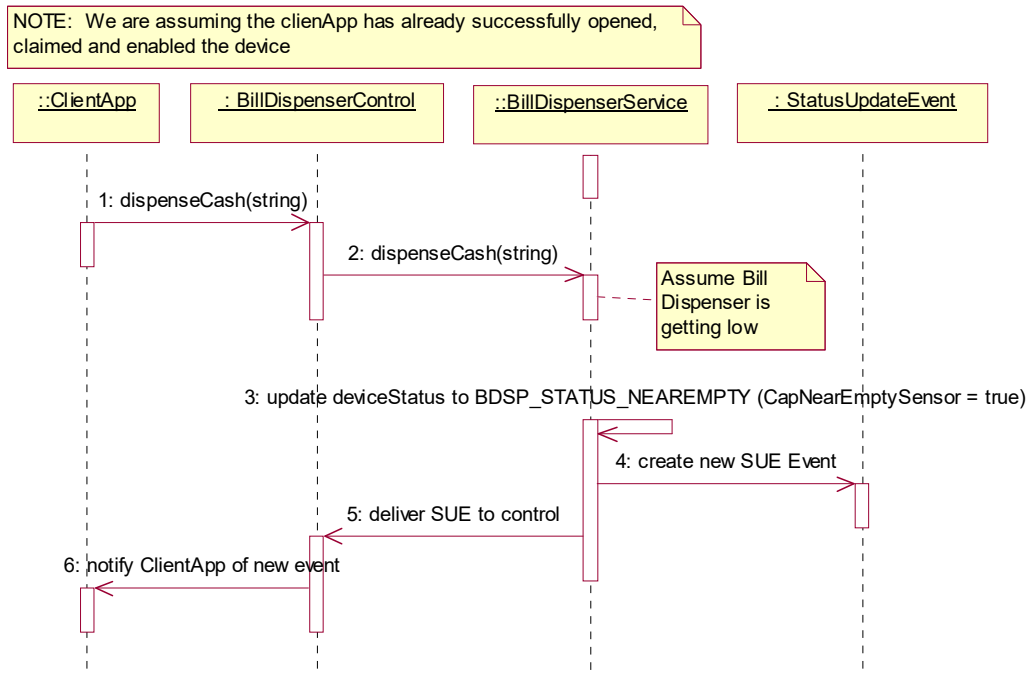 NOTE:  We are assuming the clienApp has already successfully opened,
claimed and enabled the device
::ClientApp
: BillDispenserControl
::BillDispenserService
: StatusUpdateEvent
1: dispenseCash(string)
2: dispenseCash(string)
Assume Bill
Dispenser is
getting low
3: update deviceStatus to BDSP_STATUS_NEAREMPTY (CapNearEmptySensor = true)
4: create new SUE Event
5: deliver SUE to control
6: notify ClientApp of new event